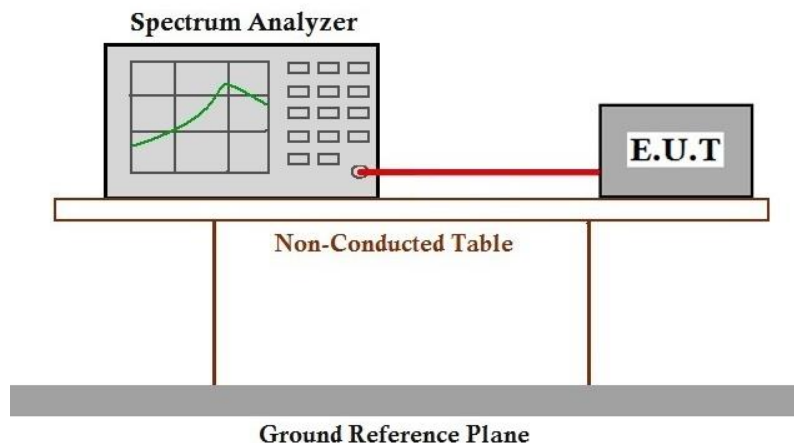 Spectrum Analyzer
E.U.T
Non-Conducted Table
Ground Reference Plane